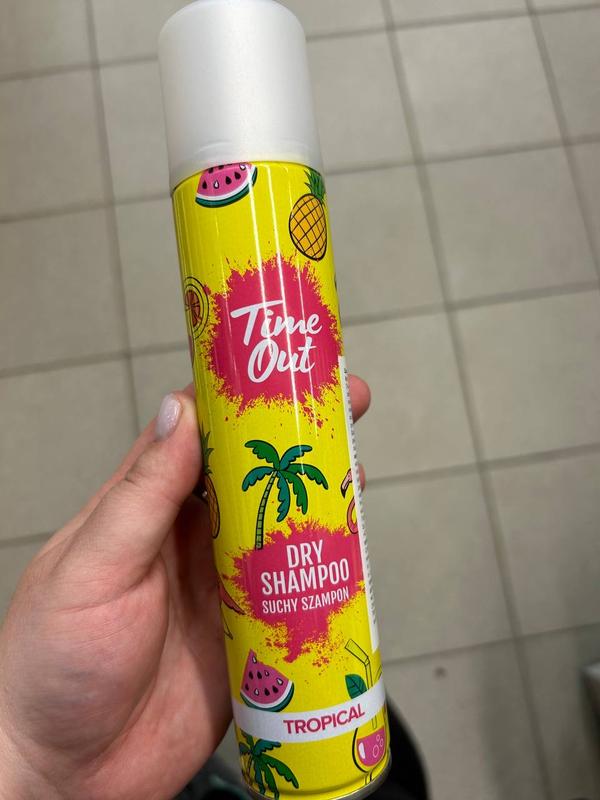 Time
Out
DRY
SHAMPOO
SUCHY SZAMPON
TROPICAL